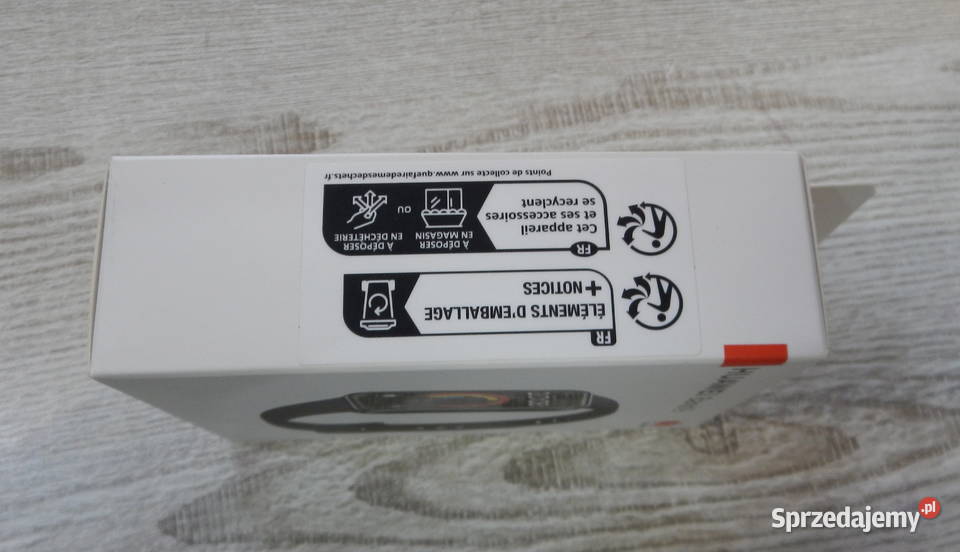 FR
ÉLÉMENTS D'EMBALLAGE
+ NOTICES
FR
Cet appareil
et ses accessoires
se recyclent
À DÉPOSER
EN MAGASIN
OU
À DÉPOSER
EN DÉCHÈTERIE
Points de collecte sur www.quefairedemesdechets.fr
Sprzedajemy.pl